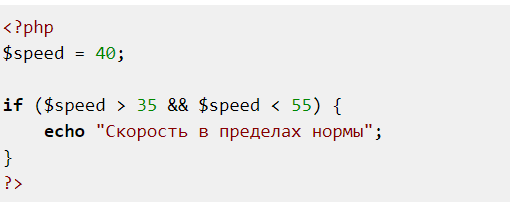 <?php
$speed = 40;
if ($speed > 35 && $speed < 55) {
    echo "Скорость в пределах нормы";
}
?>